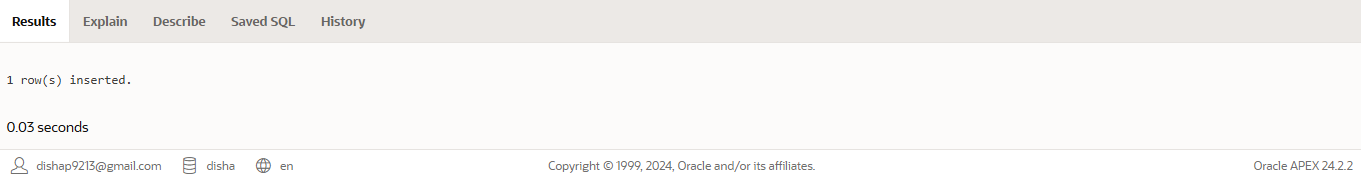 Results Explain Describe Saved SQL History
1 row(s) inserted.
0.03 seconds
dishap9213@gmail.com disha en Copyright © 1999, 2024, Oracle and/or its affiliates. Oracle APEX 24.2.2